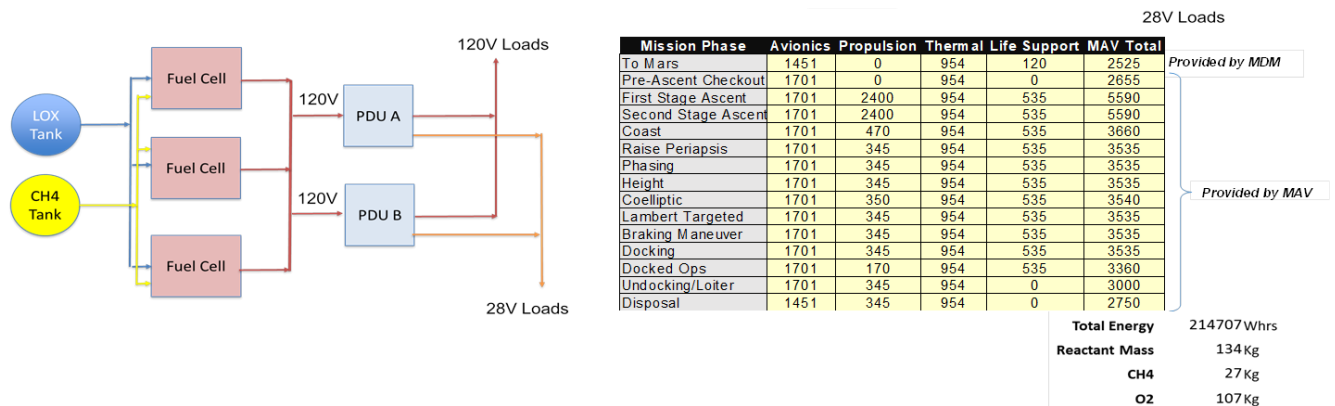 120V Loads
Fuel Cell
LOX
Tank
120V
PDU A
Fuel Cell
CH4
Tank
120V
PDU B
Fuel Cell
28V Loads
28V Loads
Mission Phase Avionics Propulsion Thermal Life Support MAV Total
To Mars 1451 0 954 120 2525 Provided by MDM
Pre-Ascent Checkout 1701 0 954 0 2655
First Stage Ascent 1701 2400 954 535 5590
Second Stage Ascent 1701 2400 954 535 5590
Coast 1701 470 954 535 3660
Raise Periapsis 1701 345 954 535 3535
Phasing 1701 345 954 535 3535
Height 1701 345 954 535 3535
Coelliptic 1701 350 954 535 3540
Lambert Targeted 1701 345 954 535 3535
Braking Maneuver 1701 345 954 535 3535
Docking 1701 345 954 535 3535
Docked Ops 1701 170 954 535 3360
Undocking/Loiter 1701 345 954 0 3000
Disposal 1451 345 954 0 2750
Provided by MAV
Total Energy 214707 Whrs
Reactant Mass 134 Kg
CH4 27 Kg
O2 107 Kg